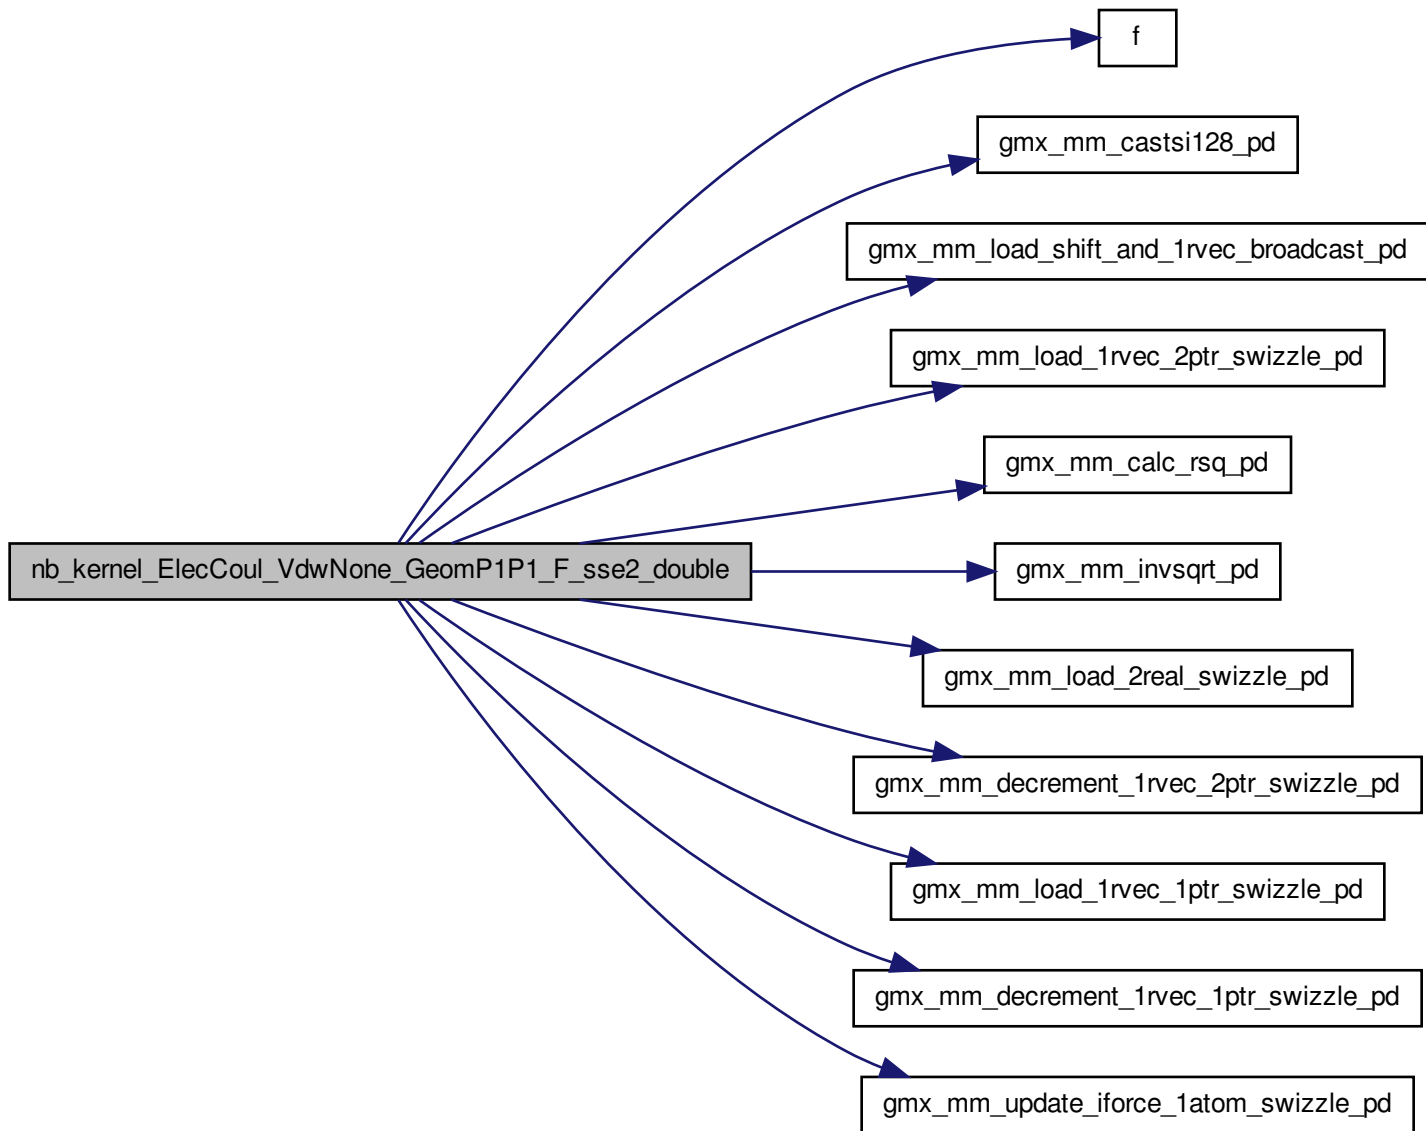 f
gmx_mm_castsi128_pd
gmx_mm_load_shift_and_1rvec_broadcast_pd
gmx_mm_load_1rvec_2ptr_swizzle_pd
gmx_mm_calc_rsq_pd
nb_kernel_ElecCoul_VdwNone_GeomP1P1_F_sse2_double
gmx_mm_invsqrt_pd
gmx_mm_load_2real_swizzle_pd
gmx_mm_decrement_1rvec_2ptr_swizzle_pd
gmx_mm_load_1rvec_1ptr_swizzle_pd
gmx_mm_decrement_1rvec_1ptr_swizzle_pd
gmx_mm_update_iforce_1atom_swizzle_pd